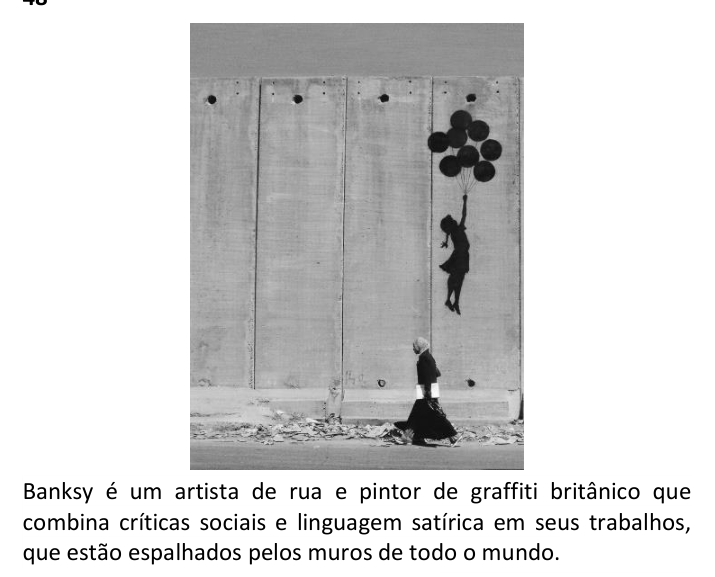 48
Banksy é um artista de rua e pintor de graffiti britânico que
combina críticas sociais e linguagem satírica em seus trabalhos,
que estão espalhados pelos muros de todo o mundo.